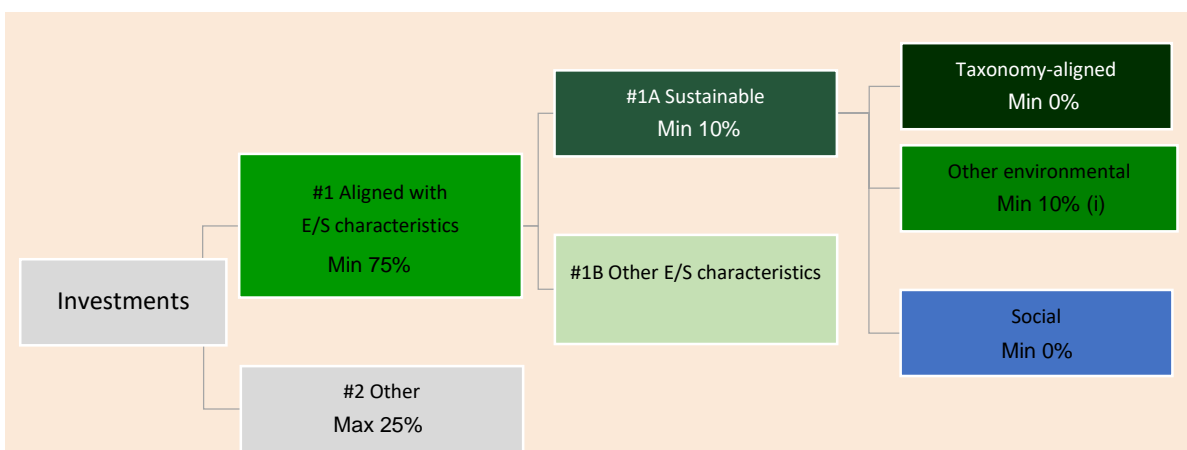 Investments
#1 Aligned with
E/S characteristics
Min 75%
#2 Other
Max 25%
#1A Sustainable
Min 10%
#1B Other E/S characteristics
Taxonomy-aligned
Min 0%
Other environmental
Min 10% (i)
Social
Min 0%